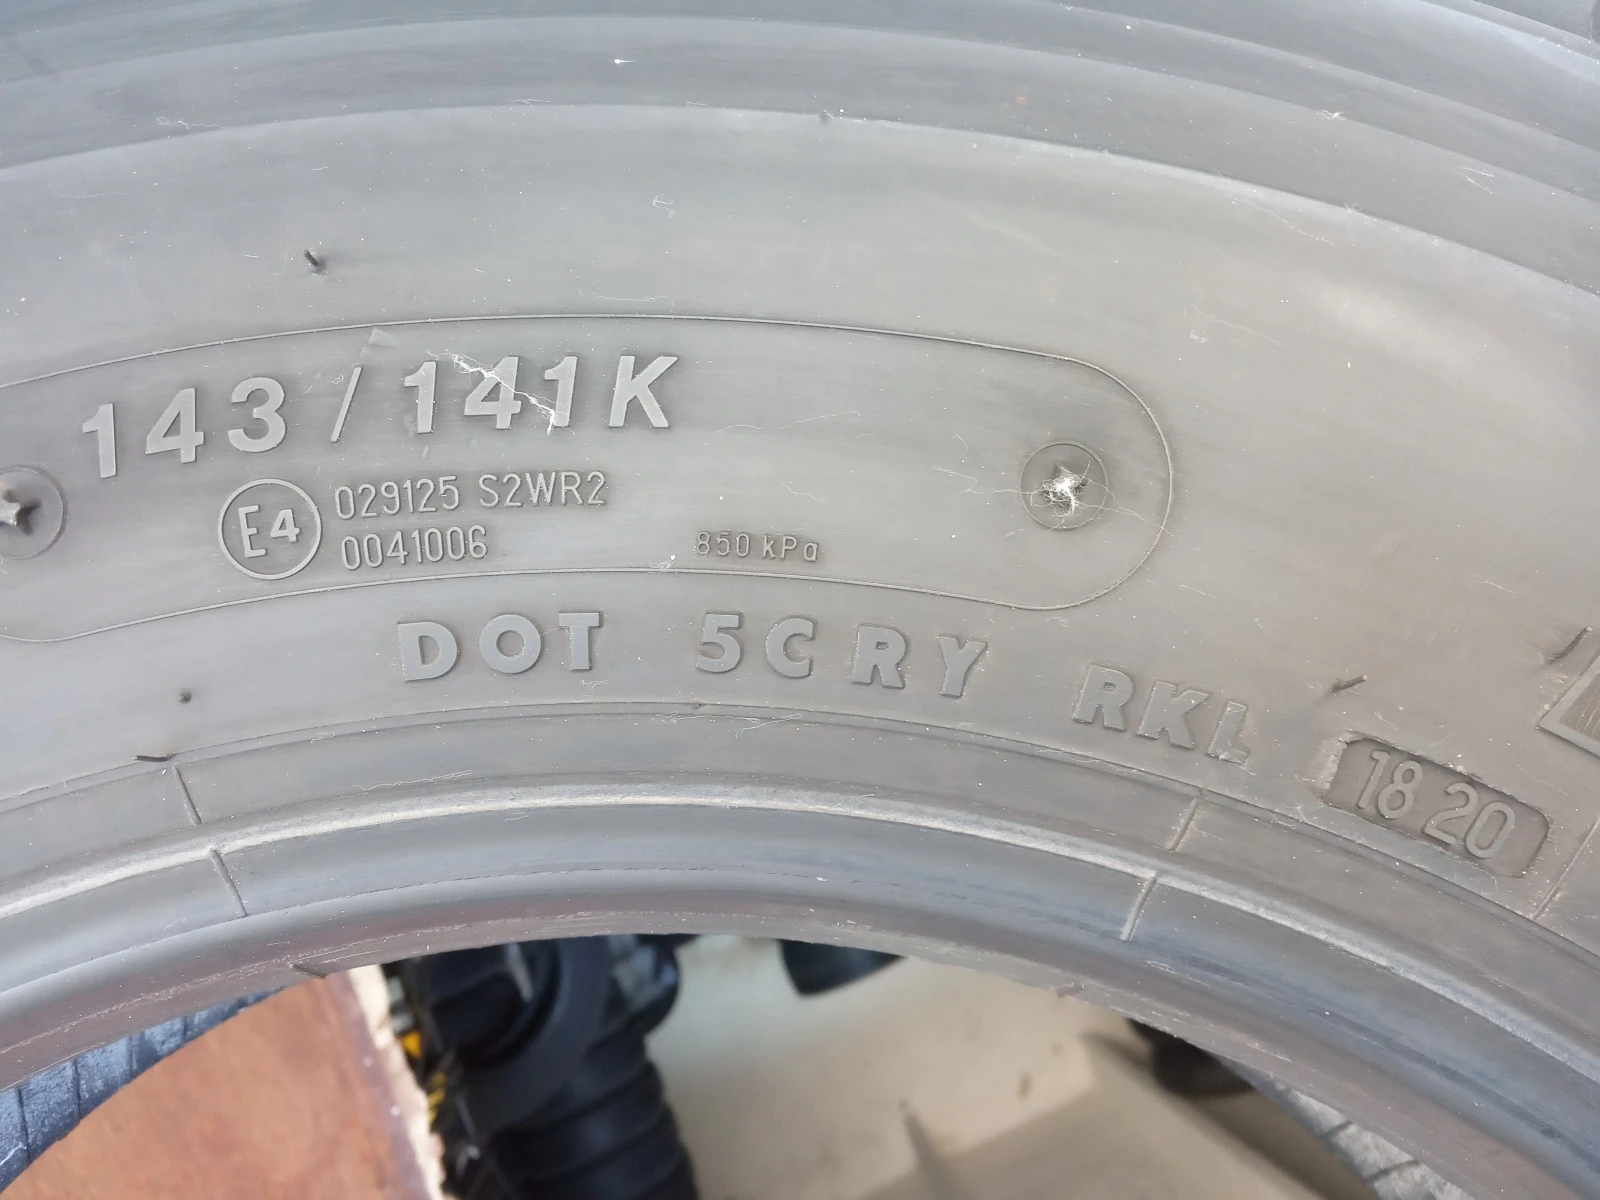 143/141K
E4 029125 S2WR2
0041006
850 kPa
DOT 5CRY RKL 1820